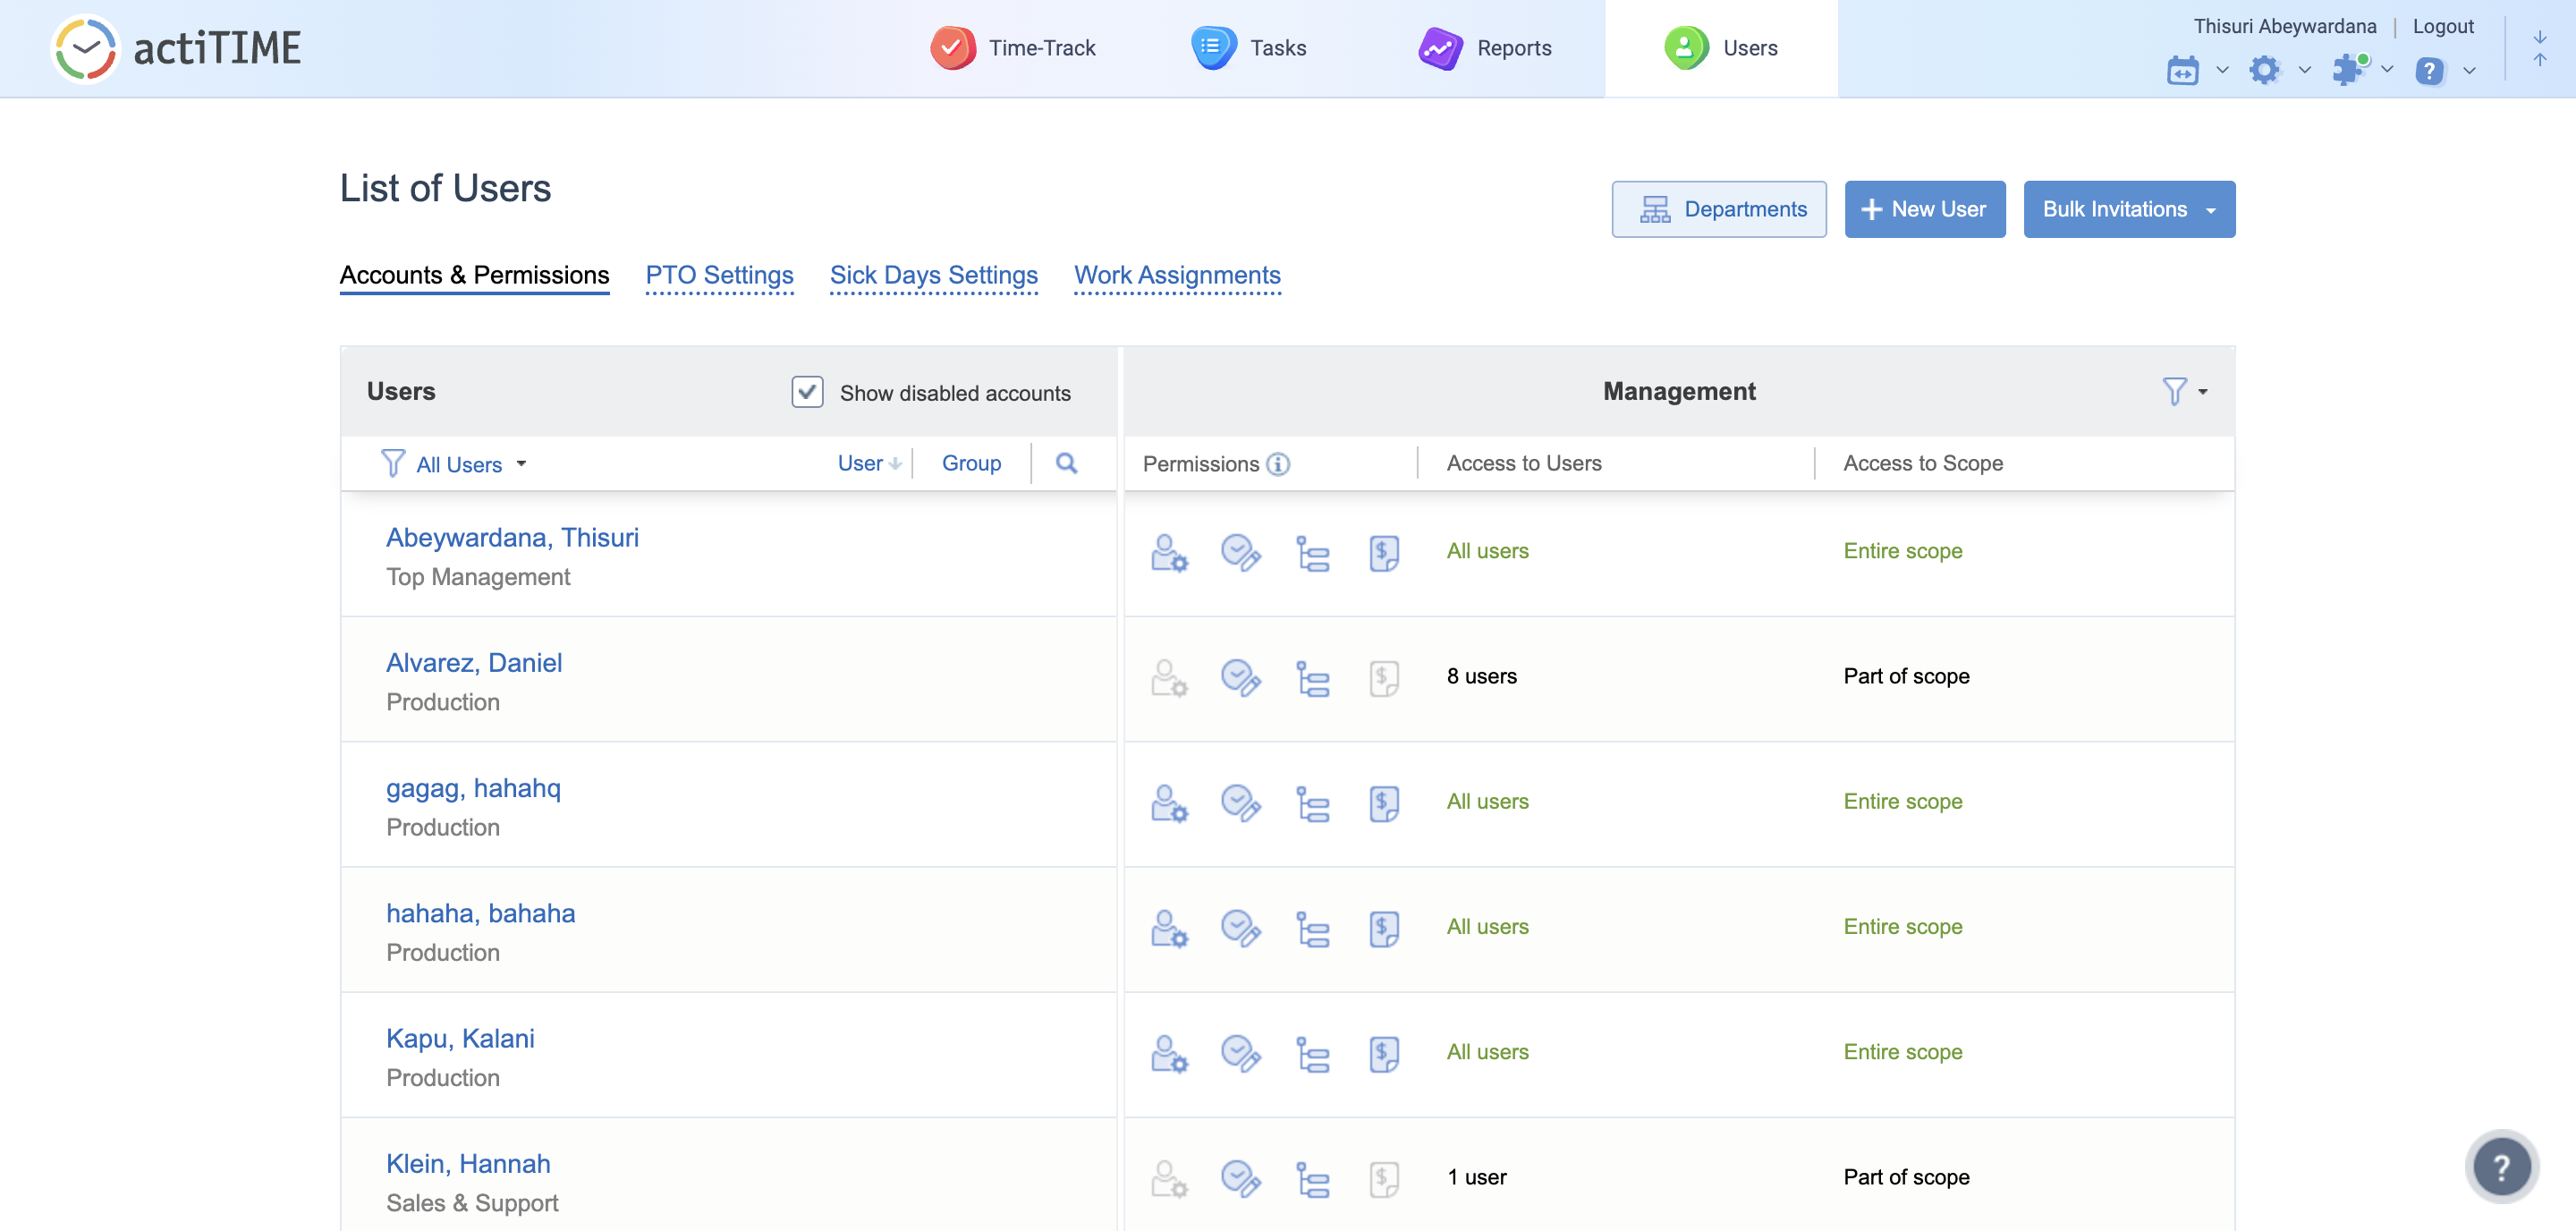 actiTIME
Time-Track
Tasks
Reports
Users
Thisuri Abeywardana | Logout
List of Users
Departments
New User
Bulk Invitations
Accounts & Permissions
PTO Settings
Sick Days Settings
Work Assignments
Users
Show disabled accounts
Management
All Users
User
Group
Permissions
Access to Users
Access to Scope
Abeywardana, Thisuri
Top Management
All users
Entire scope
Alvarez, Daniel
Production
8 users
Part of scope
gagag, hahahq
Production
All users
Entire scope
hahaha, bahaha
Production
All users
Entire scope
Kapu, Kalani
Production
All users
Entire scope
Klein, Hannah
Sales & Support
1 user
Part of scope
?